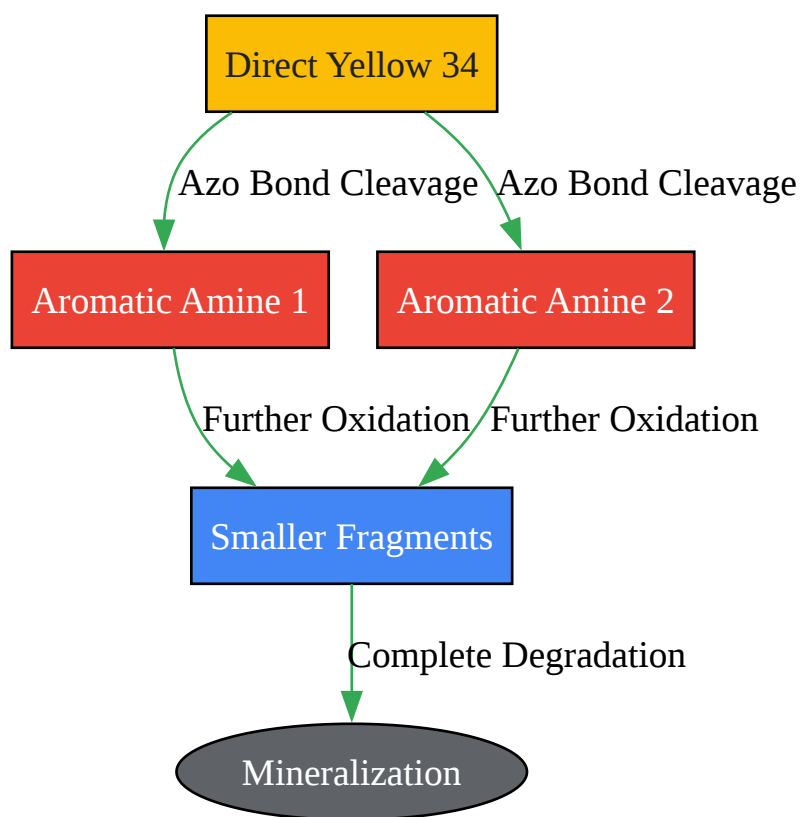 Direct Yellow 34
Azo Bond Cleavage
Azo Bond Cleavage
Aromatic Amine 1
Aromatic Amine 2
Further Oxidation
Further Oxidation
Smaller Fragments
Complete Degradation
Mineralization